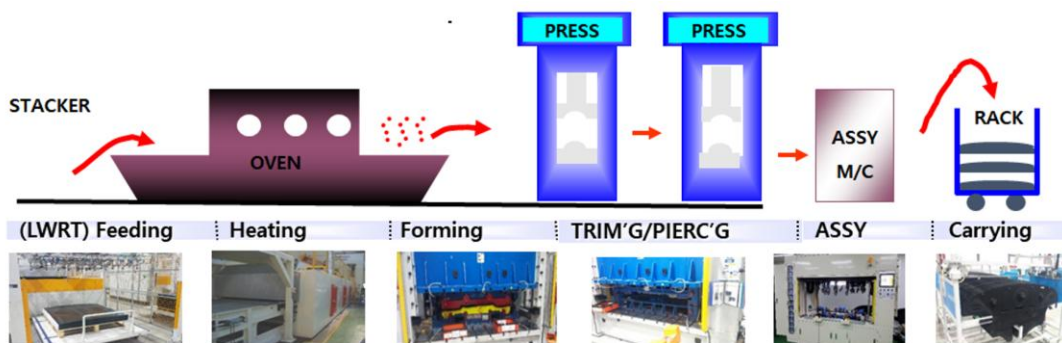 PRESS
PRESS
STACKER
OVEN
ASSY
M/C
RACK
(LWRT) Feeding
Heating
Forming
TRIM'G/PIERC'G
ASSY
Carrying